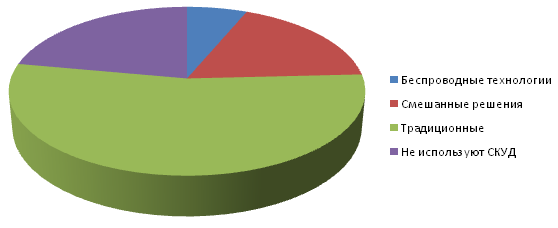 Беспроводные технологии
Смешанные решения
Традиционные
Не используют СКУД